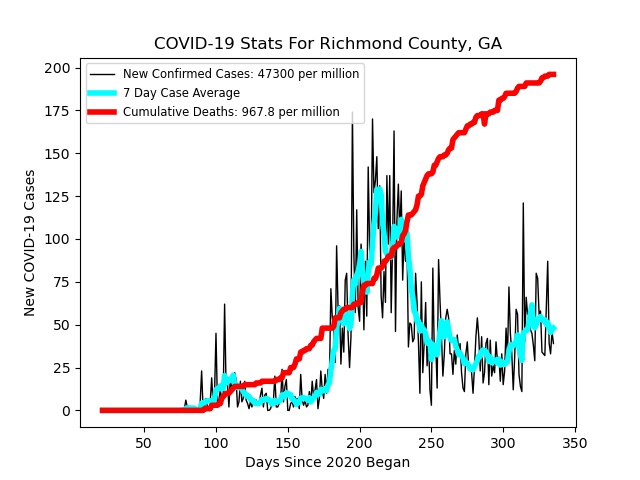 COVID-19 Stats For Richmond County, GA
New Confirmed Cases: 47300 per million
7 Day Case Average
Cumulative Deaths: 967.8 per million
New COVID-19 Cases
200
175
150
125
100
75
50
25
0
50
100
150
200
250
300
350
Days Since 2020 Began